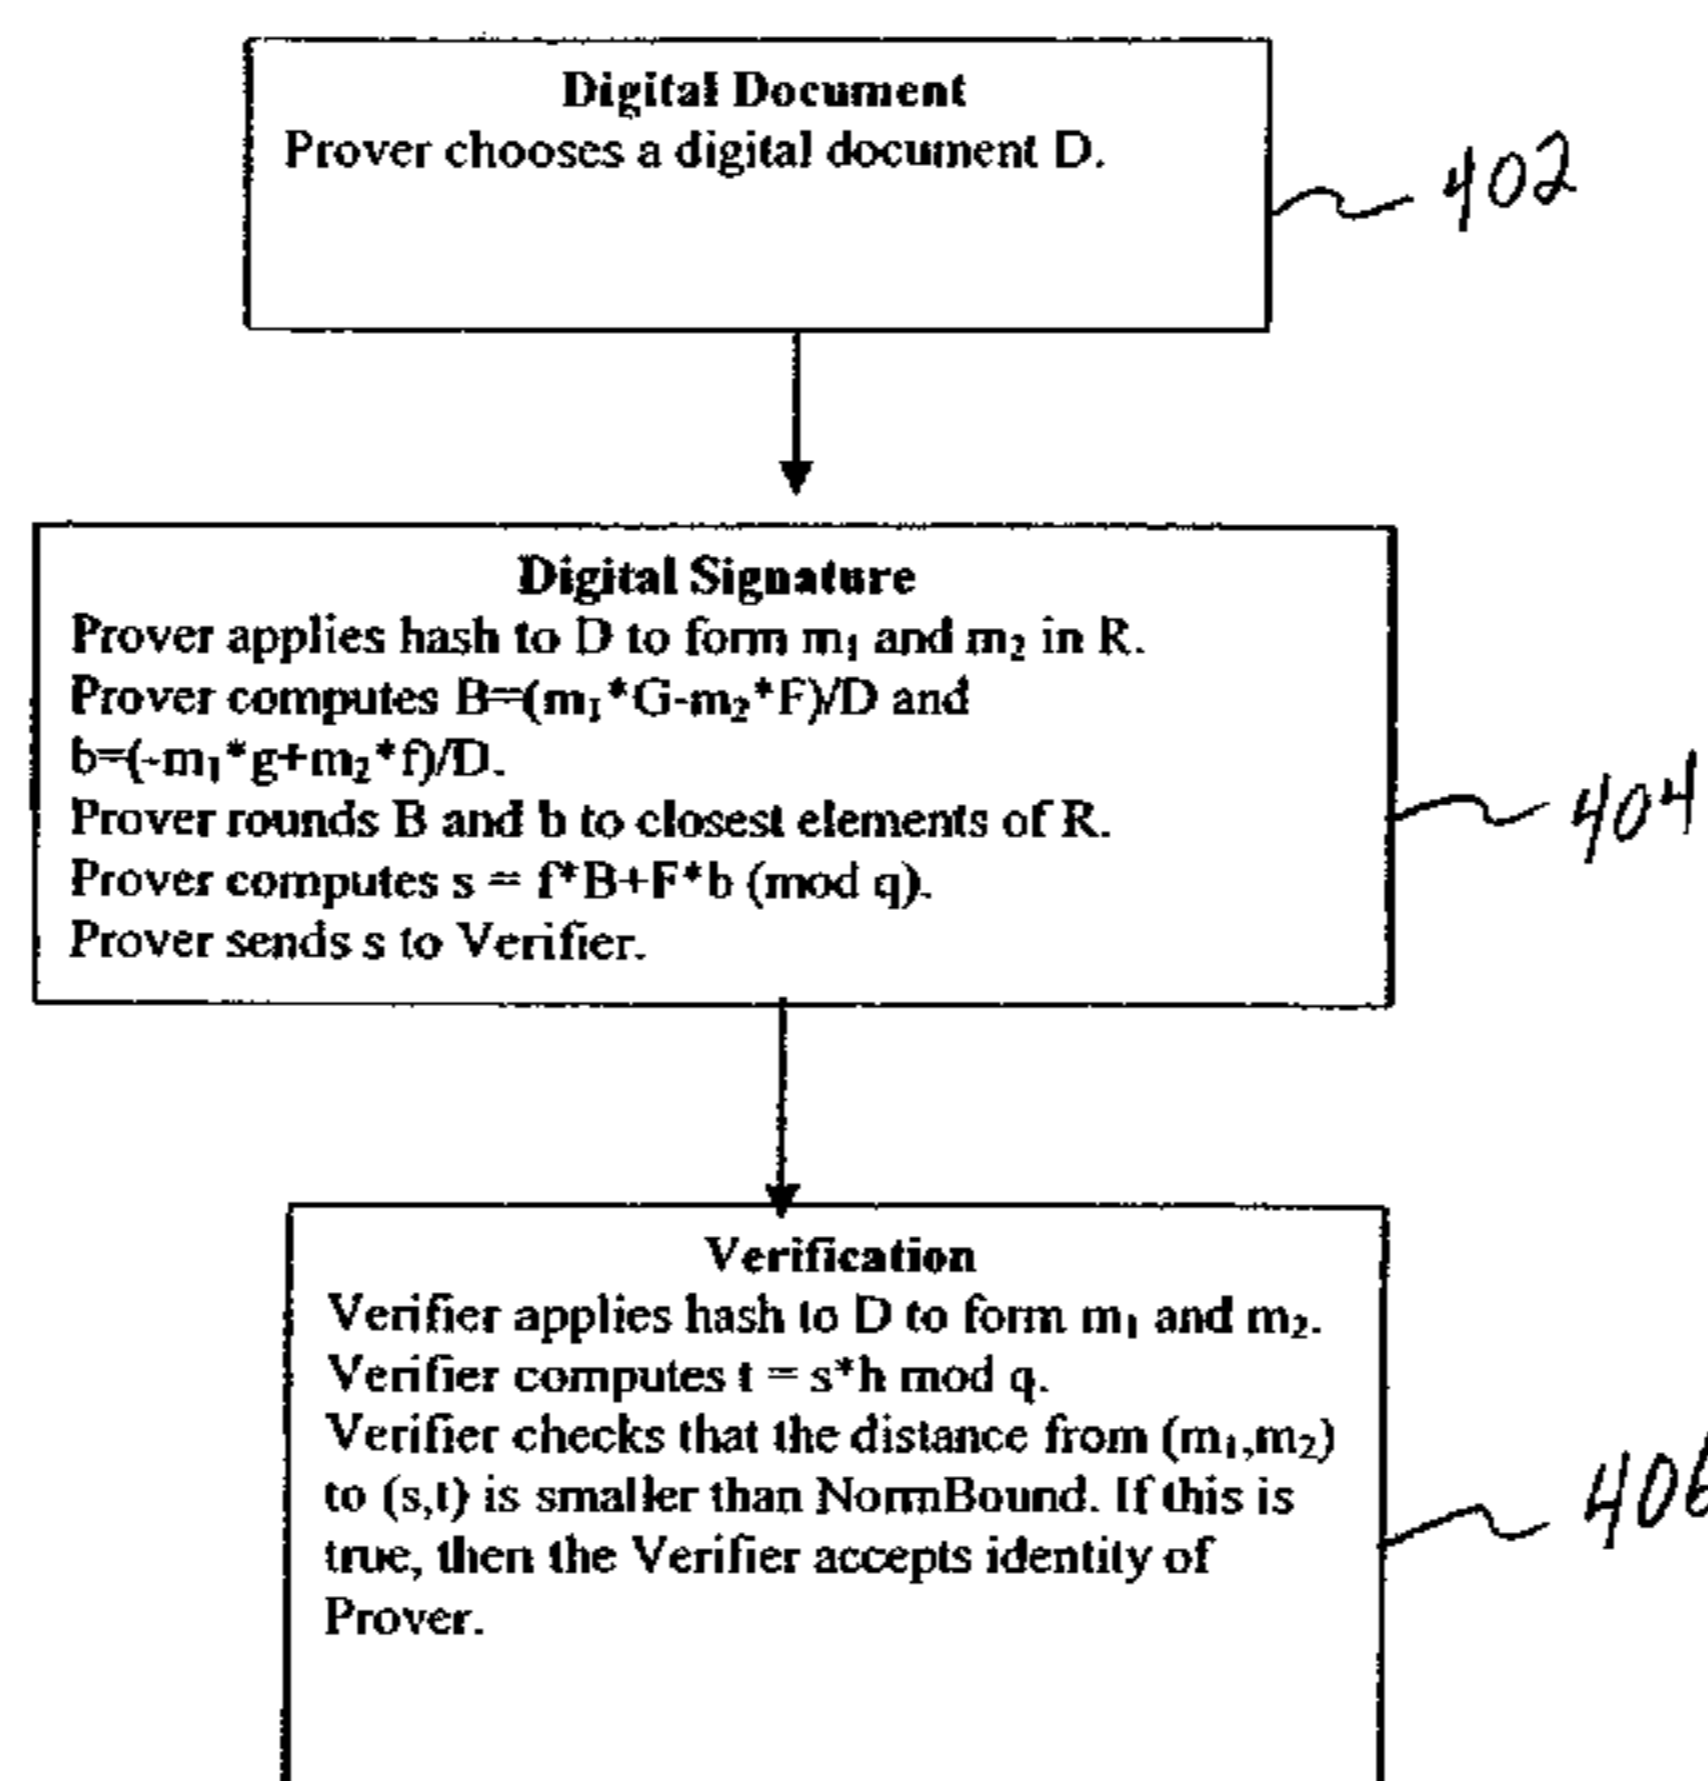 Digital Document
Prover chooses a digital document D.
402
Digital Signature
Prover applies hash to D to form m₁ and m₂ in R.
Prover computes B=(m₁*G-m₂*F)/D and
b=(-m₁*g+m₂*f)/D.
Prover rounds B and b to closest elements of R.
Prover computes s = f*B+F*b (mod q).
Prover sends s to Verifier.
404
Verification
Verifier applies hash to D to form m₁ and m₂.
Verifier computes t = s*h mod q.
Verifier checks that the distance from (m₁,m₂)
to (s,t) is smaller than NormBound. If this is
true, then the Verifier accepts identity of
Prover.
406